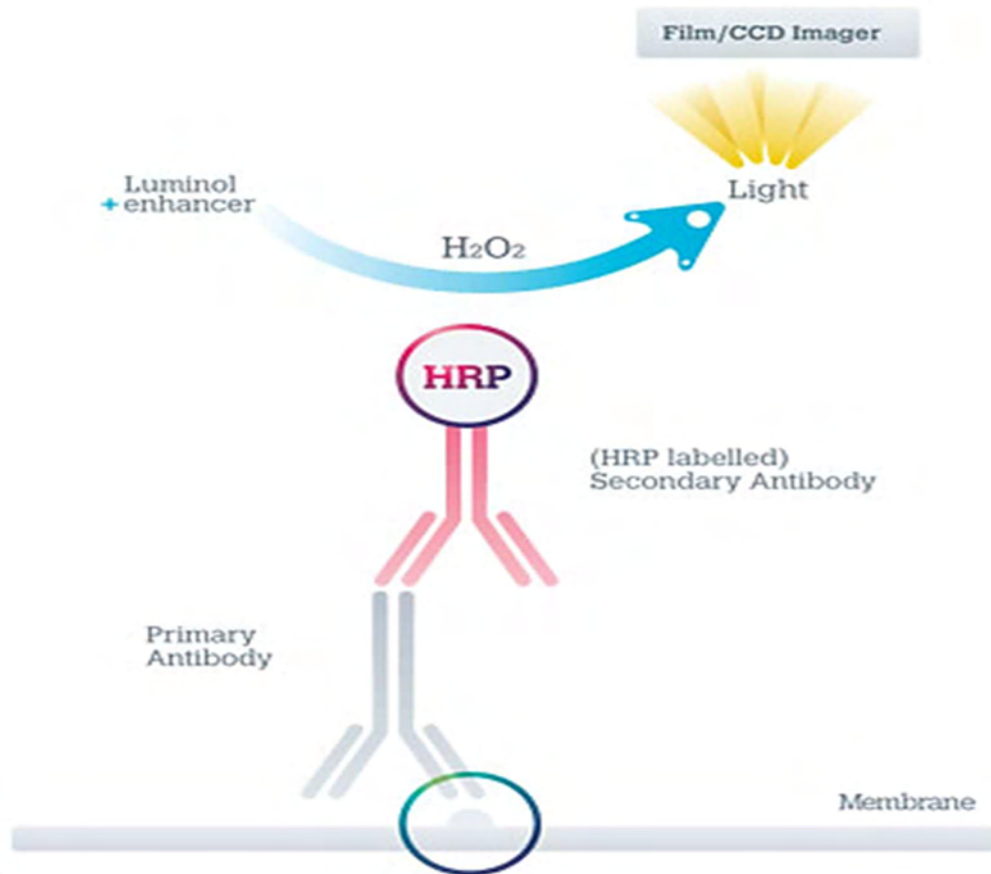 Film/CCD Imager
Light
Luminol
+enhancer
H₂O₂
HRP
(HRP labelled)
Secondary Antibody
Primary
Antibody
Membrane